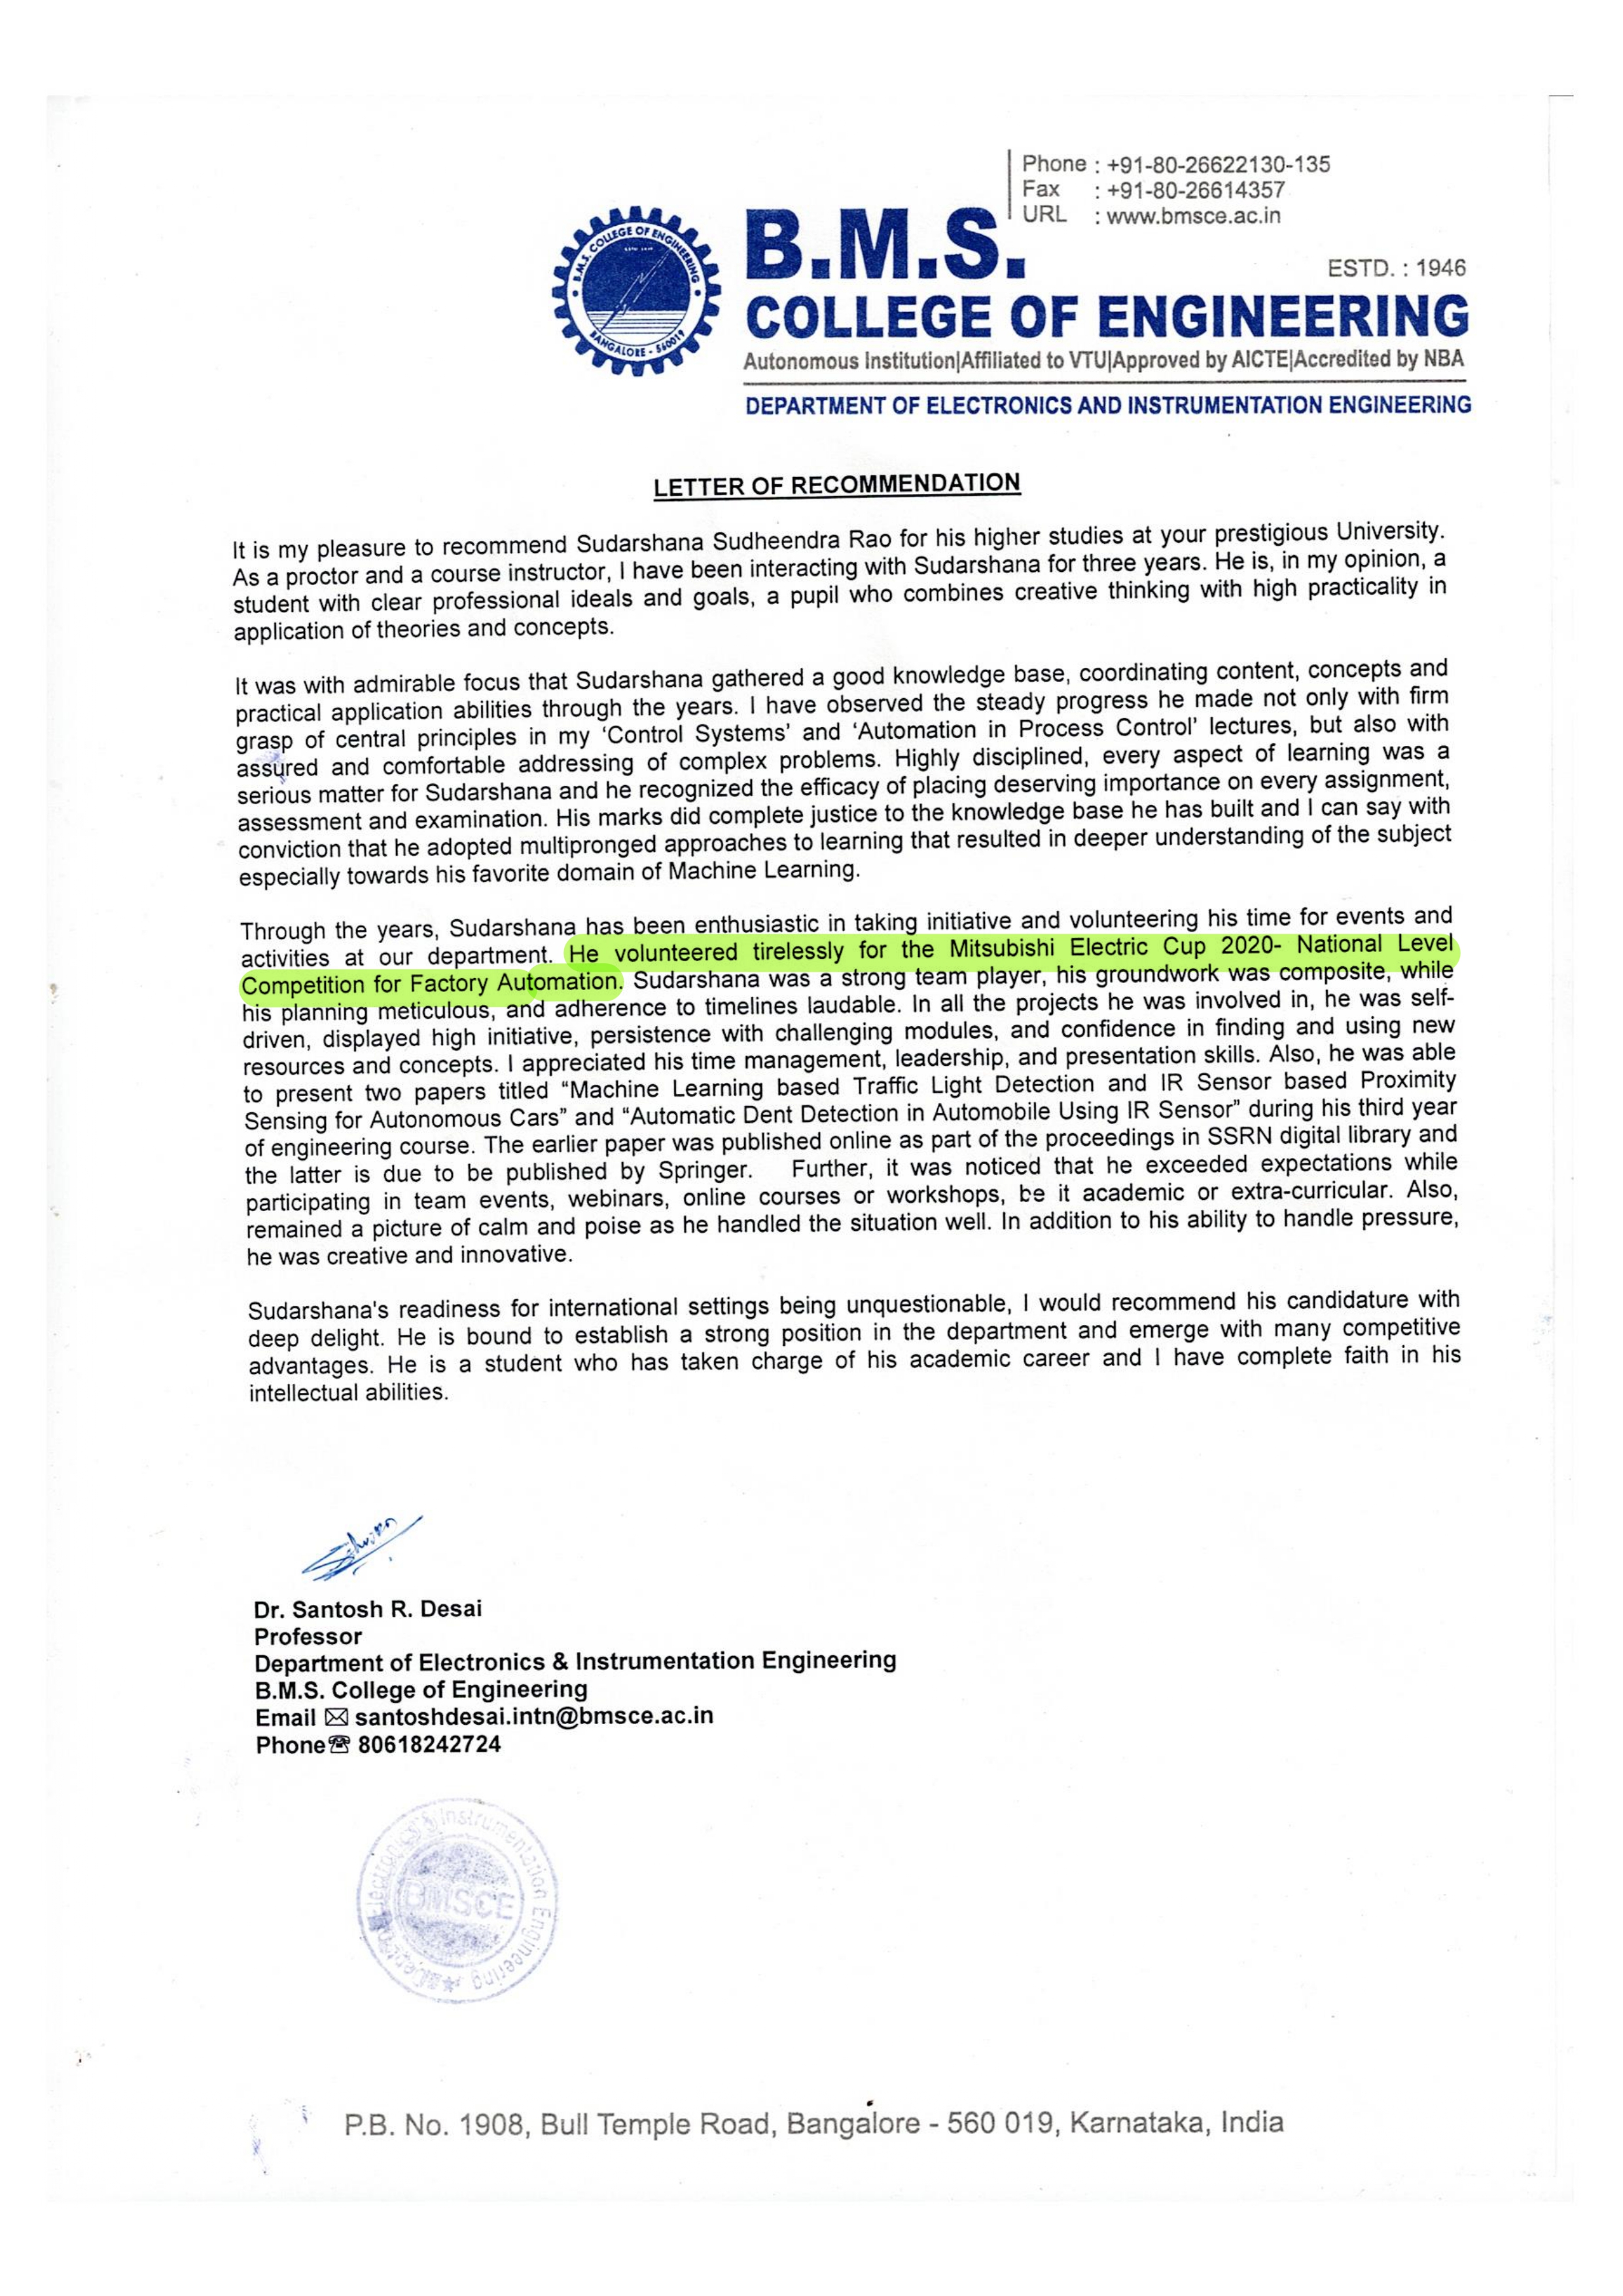 Phone : +91-80-26622130-135
Fax : +91-80-26614357
URL : www.bmsce.ac.in
B.M.S. COLLEGE OF ENGINEERING
BANGALORE - 560019
B.M.S.
ESTD. : 1946
COLLEGE OF ENGINEERING
Autonomous Institution|Affiliated to VTU|Approved by AICTE|Accredited by NBA
DEPARTMENT OF ELECTRONICS AND INSTRUMENTATION ENGINEERING
LETTER OF RECOMMENDATION
It is my pleasure to recommend Sudarshana Sudheendra Rao for his higher studies at your prestigious University.
As a proctor and a course instructor, I have been interacting with Sudarshana for three years. He is, in my opinion, a
student with clear professional ideals and goals, a pupil who combines creative thinking with high practicality in
application of theories and concepts.
It was with admirable focus that Sudarshana gathered a good knowledge base, coordinating content, concepts and
practical application abilities through the years. I have observed the steady progress he made not only with firm
grasp of central principles in my ‘Control Systems’ and ‘Automation in Process Control’ lectures, but also with
assured and comfortable addressing of complex problems. Highly disciplined, every aspect of learning was a
serious matter for Sudarshana and he recognized the efficacy of placing deserving importance on every assignment,
assessment and examination. His marks did complete justice to the knowledge base he has built and I can say with
conviction that he adopted multipronged approaches to learning that resulted in deeper understanding of the subject
especially towards his favorite domain of Machine Learning.
Through the years, Sudarshana has been enthusiastic in taking initiative and volunteering his time for events and
activities at our department. He volunteered tirelessly for the Mitsubishi Electric Cup 2020- National Level
Competition for Factory Automation. Sudarshana was a strong team player, his groundwork was composite, while
his planning meticulous, and adherence to timelines laudable. In all the projects he was involved in, he was self-
driven, displayed high initiative, persistence with challenging modules, and confidence in finding and using new
resources and concepts. I appreciated his time management, leadership, and presentation skills. Also, he was able
to present two papers titled “Machine Learning based Traffic Light Detection and IR Sensor based Proximity
Sensing for Autonomous Cars” and “Automatic Dent Detection in Automobile Using IR Sensor” during his third year
of engineering course. The earlier paper was published online as part of the proceedings in SSRN digital library and
the latter is due to be published by Springer. Further, it was noticed that he exceeded expectations while
participating in team events, webinars, online courses or workshops, be it academic or extra-curricular. Also,
remained a picture of calm and poise as he handled the situation well. In addition to his ability to handle pressure,
he was creative and innovative.
Sudarshana's readiness for international settings being unquestionable, I would recommend his candidature with
deep delight. He is bound to establish a strong position in the department and emerge with many competitive
advantages. He is a student who has taken charge of his academic career and I have complete faith in his
intellectual abilities.
Dr. Santosh R. Desai
Professor
Department of Electronics & Instrumentation Engineering
B.M.S. College of Engineering
Email ✉ santoshdesai.intn@bmsce.ac.in
Phone☎ 80618242724
Electronics & Instrumentation Engineering
BMSCE
P.B. No. 1908, Bull Temple Road, Bangalore - 560 019, Karnataka, India